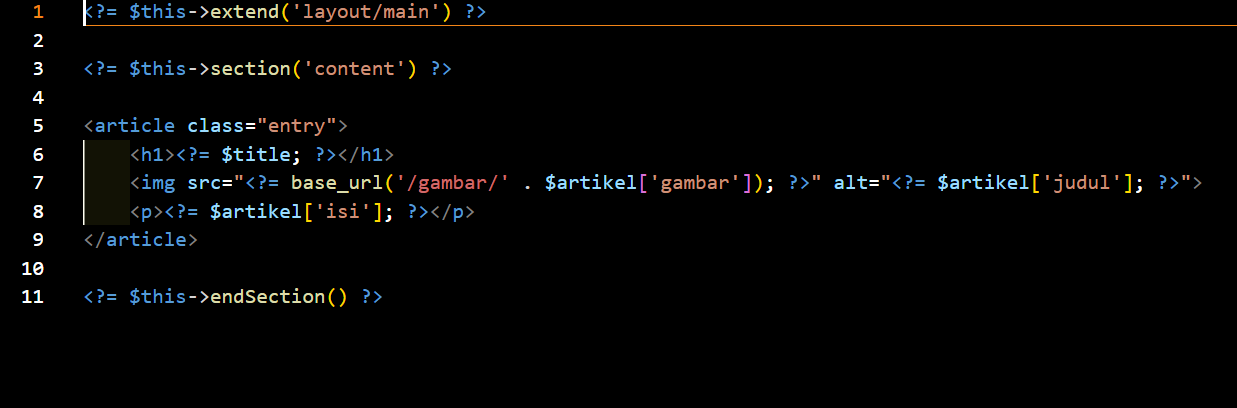 1 <?= $this->extend('layout/main') ?>
2
3 <?= $this->section('content') ?>
4
5 <article class="entry">
6     <h1><?= $title; ?></h1>
7     <img src="<?= base_url('/gambar/' . $artikel['gambar']); ?>" alt="<?= $artikel['judul']; ?>">
8     <p><?= $artikel['isi']; ?></p>
9 </article>
10
11 <?= $this->endSection() ?>